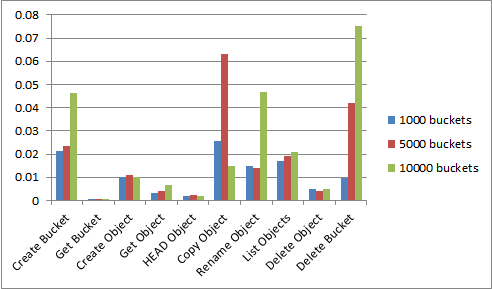 0.08
0.07
0.06
0.05
0.04
0.03
0.02
0.01
0
Create Bucket
Get Bucket
Create Object
Get Object
HEAD Object
Copy Object
Rename Object
List Objects
Delete Object
Delete Bucket
1000 buckets
5000 buckets
10000 buckets